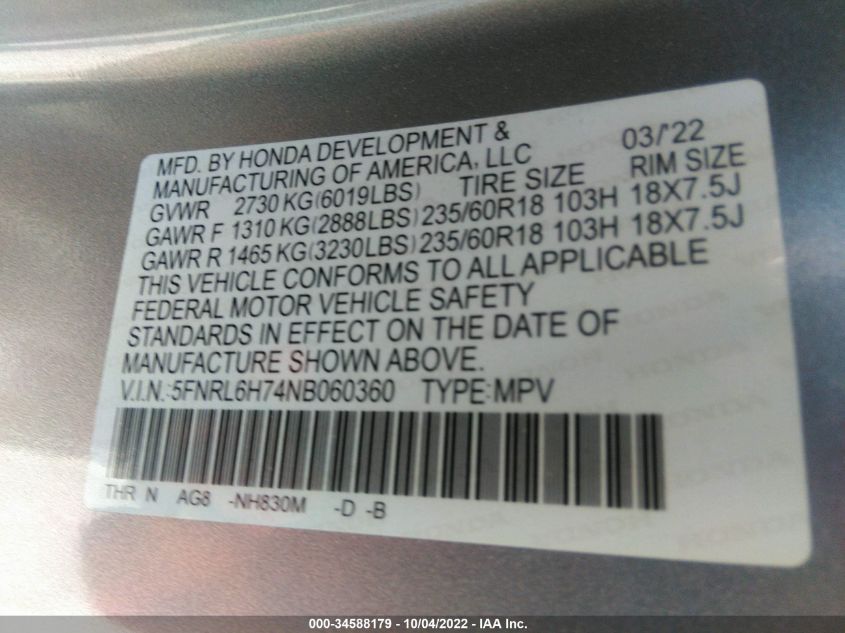 MFD. BY HONDA DEVELOPMENT & 03/'22
MANUFACTURING OF AMERICA, LLC
GVWR 2730 KG(6019LBS) TIRE SIZE RIM SIZE
GAWR F 1310 KG(2888LBS) 235/60R18 103H 18X7.5J
GAWR R 1465 KG(3230LBS) 235/60R18 103H 18X7.5J
THIS VEHICLE CONFORMS TO ALL APPLICABLE
FEDERAL MOTOR VEHICLE SAFETY
STANDARDS IN EFFECT ON THE DATE OF
MANUFACTURE SHOWN ABOVE.
V.I.N.:5FNRL6H74NB060360 TYPE:MPV
THR N AG8 -NH830M -D -B
000-34588179 - 10/04/2022 - IAA Inc.